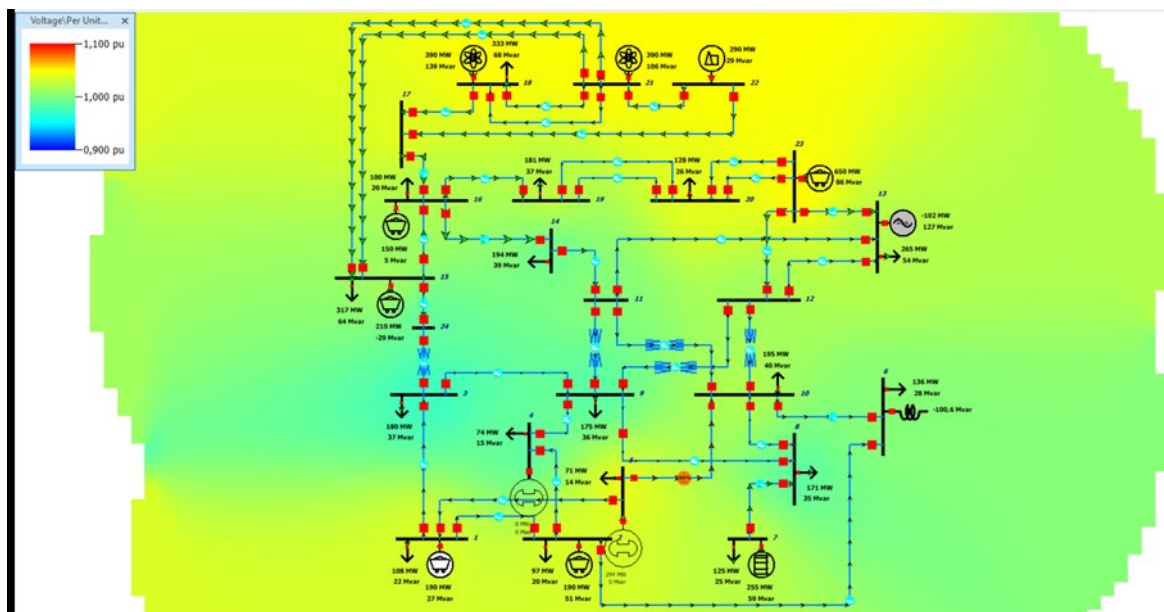 Voltage\Per Unit... ×
1,100 pu
1,000 pu
0,900 pu
333 MW
68 Mvar
390 MW
139 Mvar
18
390 MW
106 Mvar
21
290 MW
-29 Mvar
22
17
100 MW
20 Mvar
16
150 MW
5 Mvar
181 MW
37 Mvar
19
128 MW
26 Mvar
20
23
650 MW
86 Mvar
13
-102 MW
127 Mvar
265 MW
54 Mvar
14
194 MW
39 Mvar
15
317 MW
64 Mvar
210 MW
-29 Mvar
24
11
12
3
180 MW
37 Mvar
9
175 MW
36 Mvar
195 MW
40 Mvar
10
6
136 MW
28 Mvar
-100,6 Mvar
4
74 MW
15 Mvar
0 MW
0 Mvar
5
71 MW
14 Mvar
291 MW
0 Mvar
8
171 MW
35 Mvar
1
108 MW
22 Mvar
190 MW
27 Mvar
97 MW
20 Mvar
190 MW
51 Mvar
7
125 MW
25 Mvar
255 MW
59 Mvar